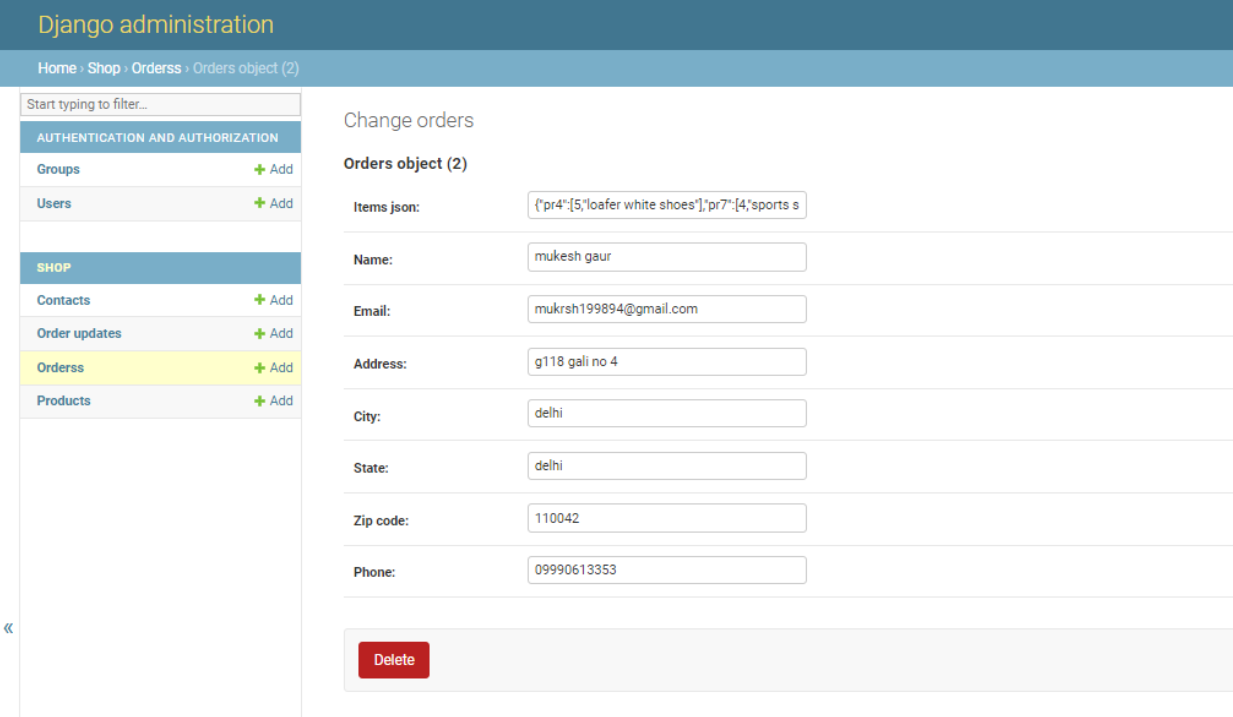 Django administration
Home › Shop › Orderss › Orders object (2)
Start typing to filter...
AUTHENTICATION AND AUTHORIZATION
Groups + Add
Users + Add
SHOP
Contacts + Add
Order updates + Add
Orderss + Add
Products + Add
«
Change orders
Orders object (2)
Items json: {"pr4":[5,"loafer white shoes"],"pr7":[4,"sports s
Name: mukesh gaur
Email: mukrsh199894@gmail.com
Address: g118 gali no 4
City: delhi
State: delhi
Zip code: 110042
Phone: 09990613353
Delete